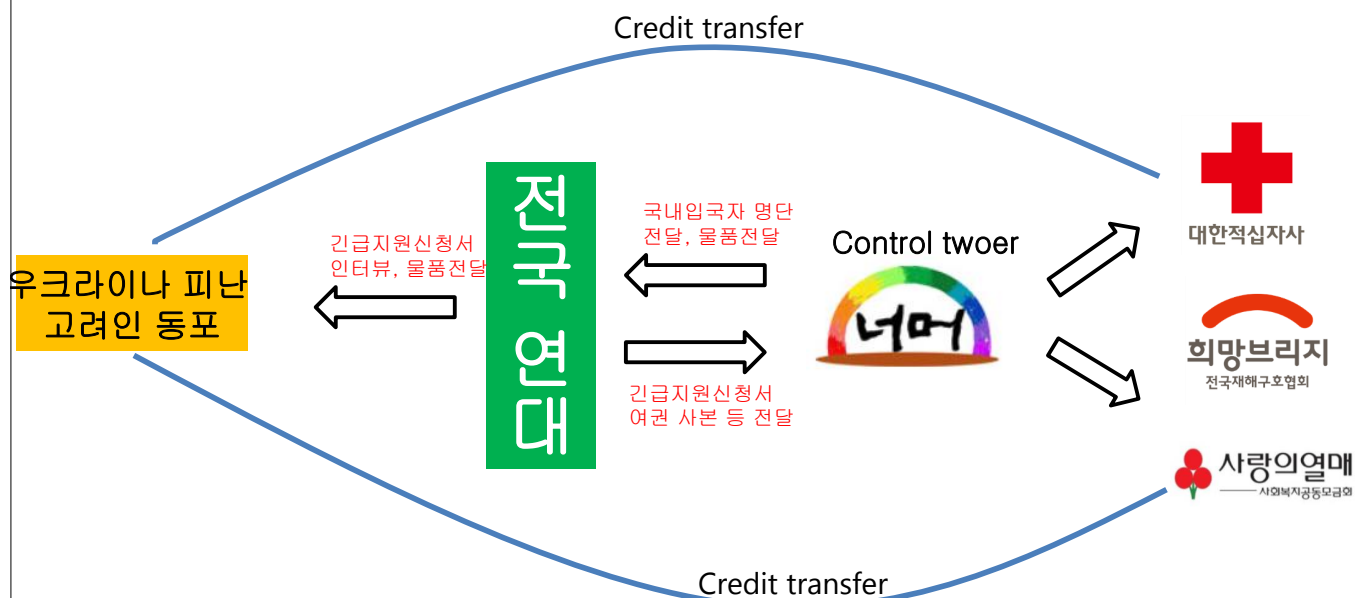 Credit transfer
우크라이나 피난
고려인 동포
긴급지원신청서
인터뷰, 물품전달
전국 연대
국내입국자 명단
전달, 물품전달
긴급지원신청서
여권 사본 등 전달
Control twoer
너머
대한적십자사
희망브리지
전국재해구호협회
사랑의열매
사회복지공동모금회
Credit transfer